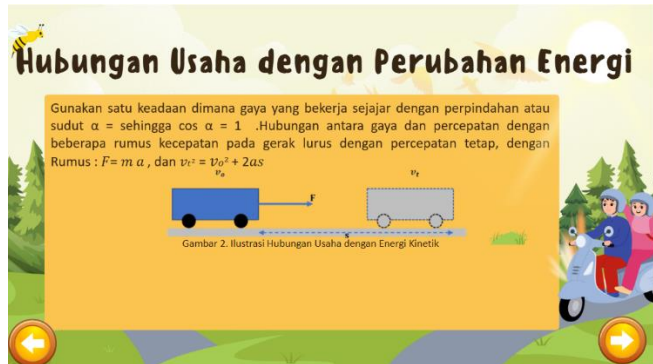 Hubungan Usaha dengan Perubahan Energi
Gunakan satu keadaan dimana gaya yang bekerja sejajar dengan perpindahan atau
sudut α = sehingga cos α = 1 .Hubungan antara gaya dan percepatan dengan
beberapa rumus kecepatan pada gerak lurus dengan percepatan tetap, dengan
Rumus : F= m a , dan vt² = vo² + 2as
vo vt
F
s
Gambar 2. Ilustrasi Hubungan Usaha dengan Energi Kinetik